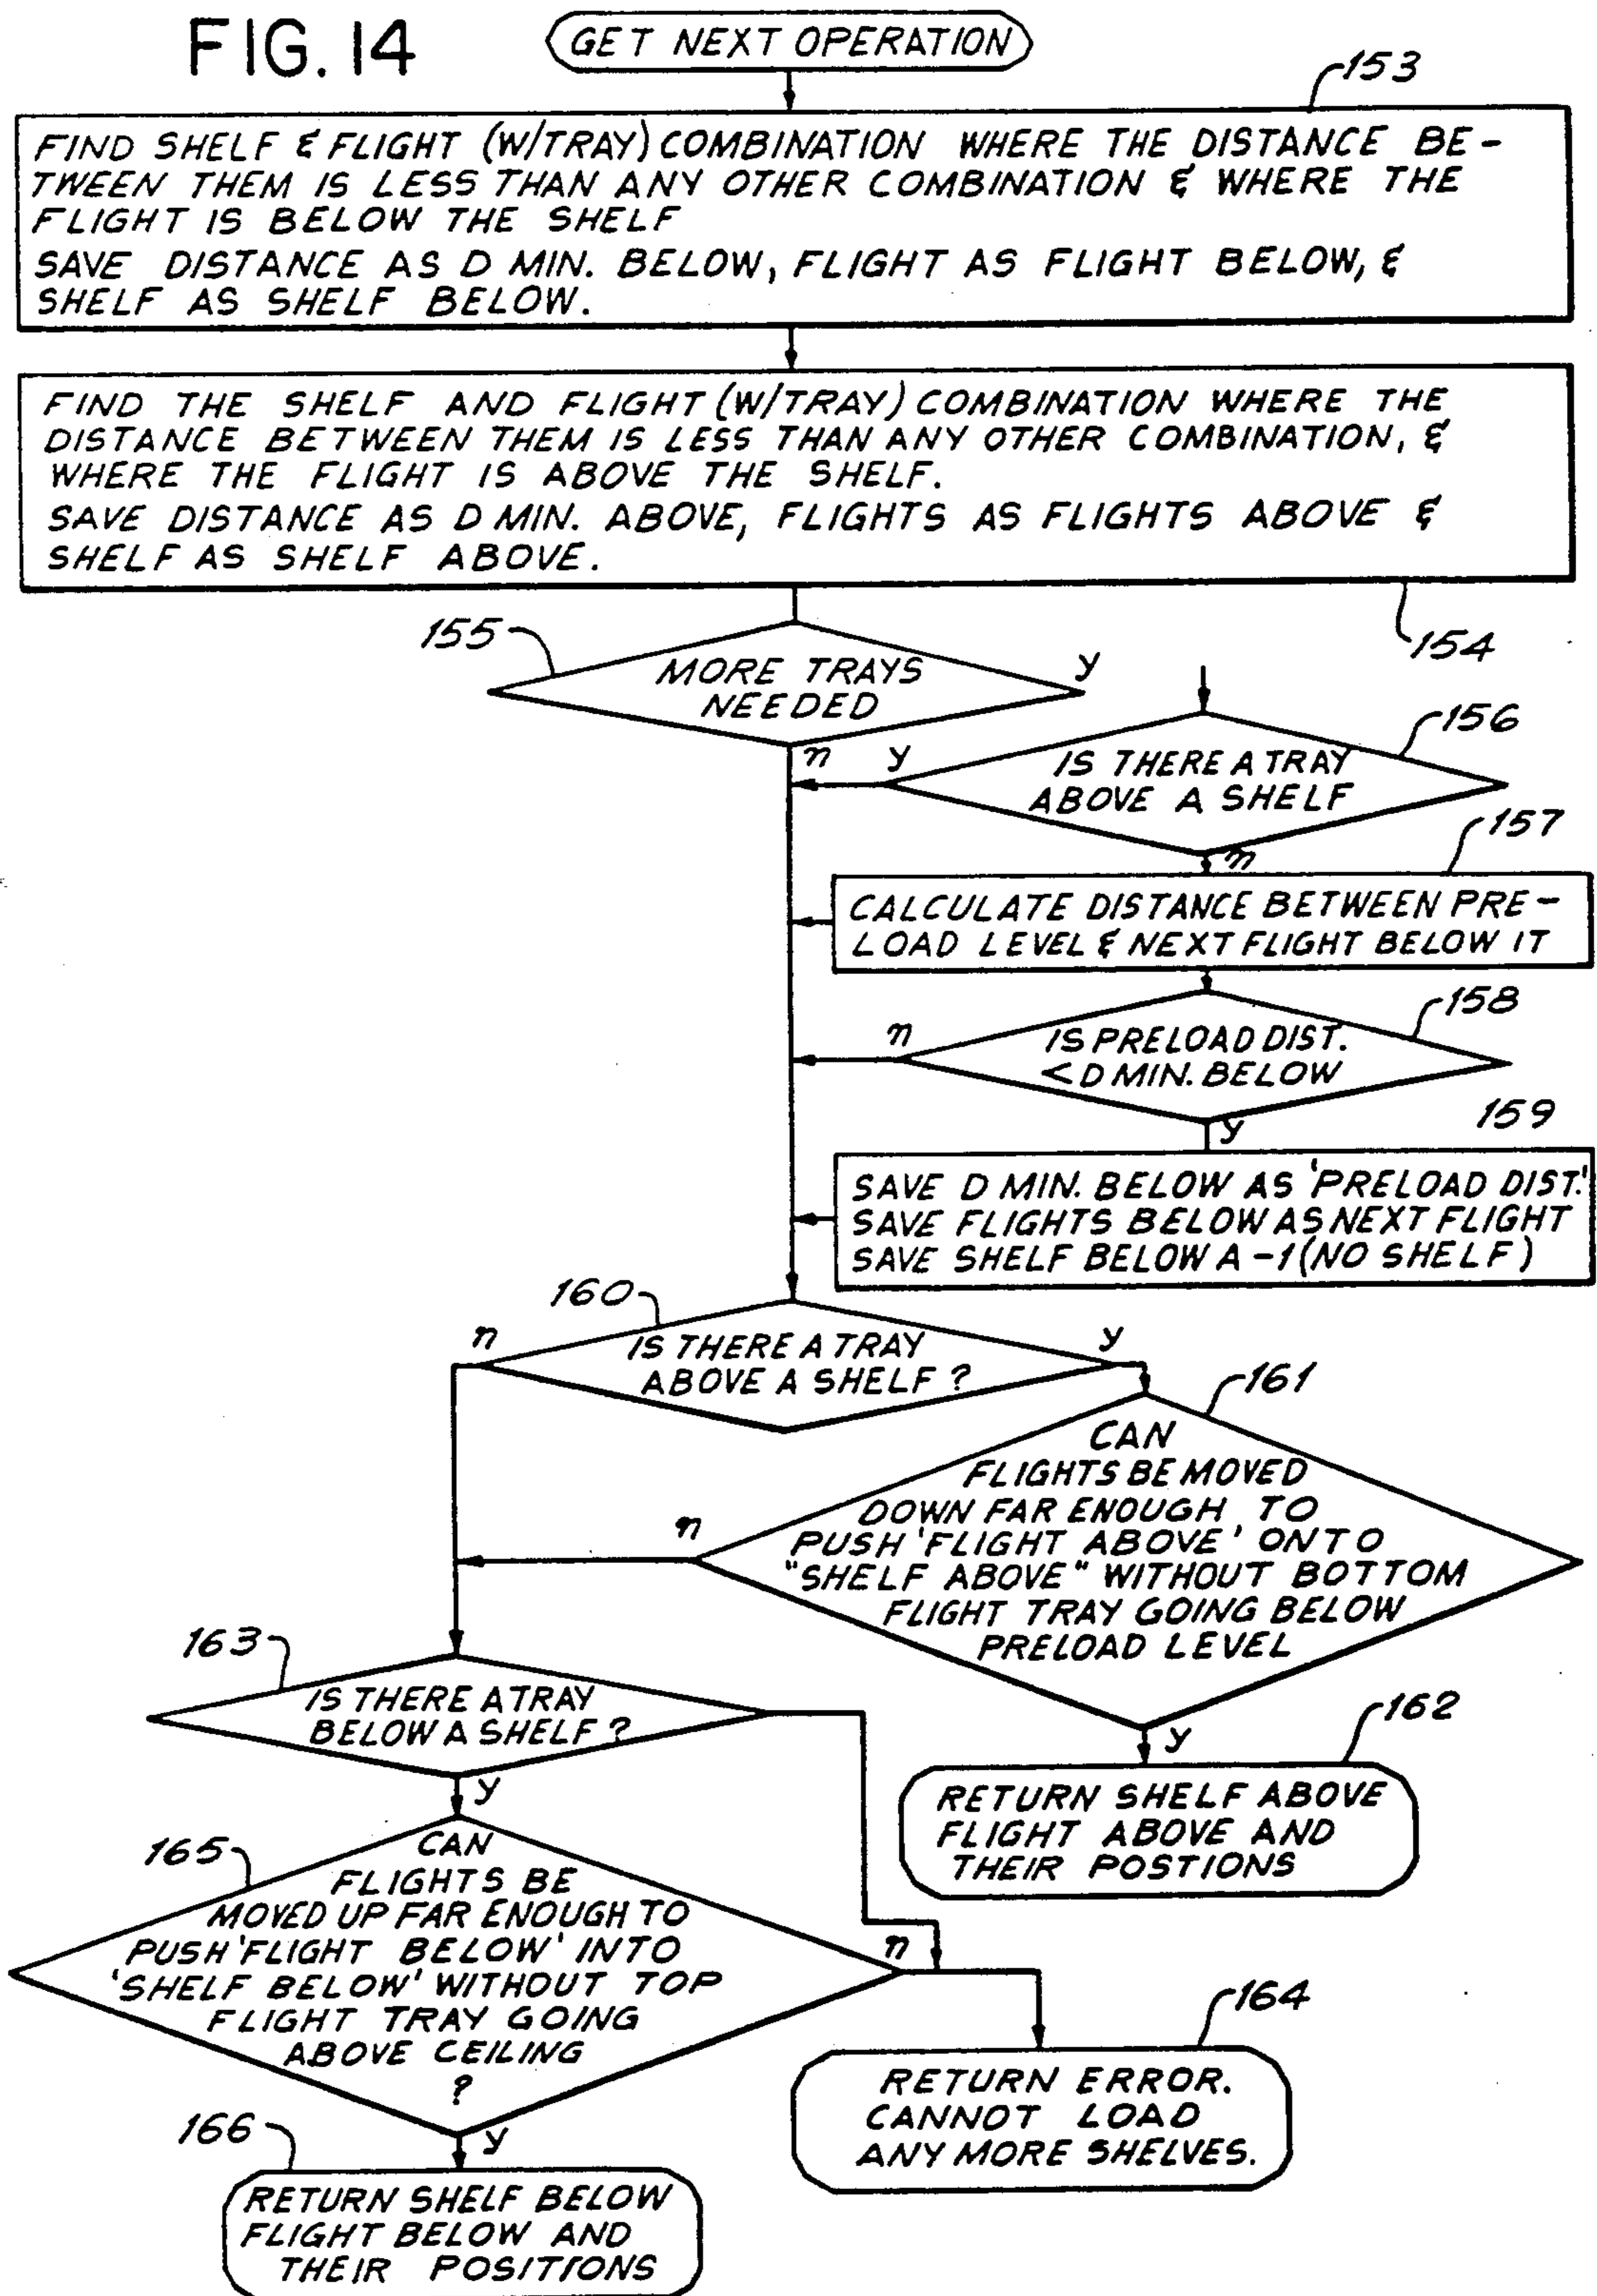 FIG. 14
GET NEXT OPERATION
153
FIND SHELF & FLIGHT (W/TRAY) COMBINATION WHERE THE DISTANCE BE-
TWEEN THEM IS LESS THAN ANY OTHER COMBINATION & WHERE THE
FLIGHT IS BELOW THE SHELF
SAVE DISTANCE AS D MIN. BELOW, FLIGHT AS FLIGHT BELOW, &
SHELF AS SHELF BELOW.
FIND THE SHELF AND FLIGHT (W/TRAY) COMBINATION WHERE THE
DISTANCE BETWEEN THEM IS LESS THAN ANY OTHER COMBINATION, &
WHERE THE FLIGHT IS ABOVE THE SHELF.
SAVE DISTANCE AS D MIN. ABOVE, FLIGHTS AS FLIGHTS ABOVE &
SHELF AS SHELF ABOVE.
154
155
MORE TRAYS
NEEDED
y
n
156
y
IS THERE A TRAY
ABOVE A SHELF
n
157
CALCULATE DISTANCE BETWEEN PRE-
LOAD LEVEL & NEXT FLIGHT BELOW IT
158
n
IS PRELOAD DIST.
< D MIN. BELOW
y
159
SAVE D MIN. BELOW AS 'PRELOAD DIST.'
SAVE FLIGHTS BELOW AS NEXT FLIGHT
SAVE SHELF BELOW A -1 (NO SHELF)
160
n
IS THERE A TRAY
ABOVE A SHELF ?
y
161
CAN
FLIGHTS BE MOVED
DOWN FAR ENOUGH TO
PUSH 'FLIGHT ABOVE' ONTO
"SHELF ABOVE" WITHOUT BOTTOM
FLIGHT TRAY GOING BELOW
PRELOAD LEVEL
n
y
162
RETURN SHELF ABOVE
FLIGHT ABOVE AND
THEIR POSTIONS
163
IS THERE A TRAY
BELOW A SHELF ?
y
165
CAN
FLIGHTS BE
MOVED UP FAR ENOUGH TO
PUSH 'FLIGHT BELOW' INTO
'SHELF BELOW' WITHOUT TOP
FLIGHT TRAY GOING
ABOVE CEILING
?
n
y
164
RETURN ERROR.
CANNOT LOAD
ANY MORE SHELVES.
166
RETURN SHELF BELOW
FLIGHT BELOW AND
THEIR POSITIONS